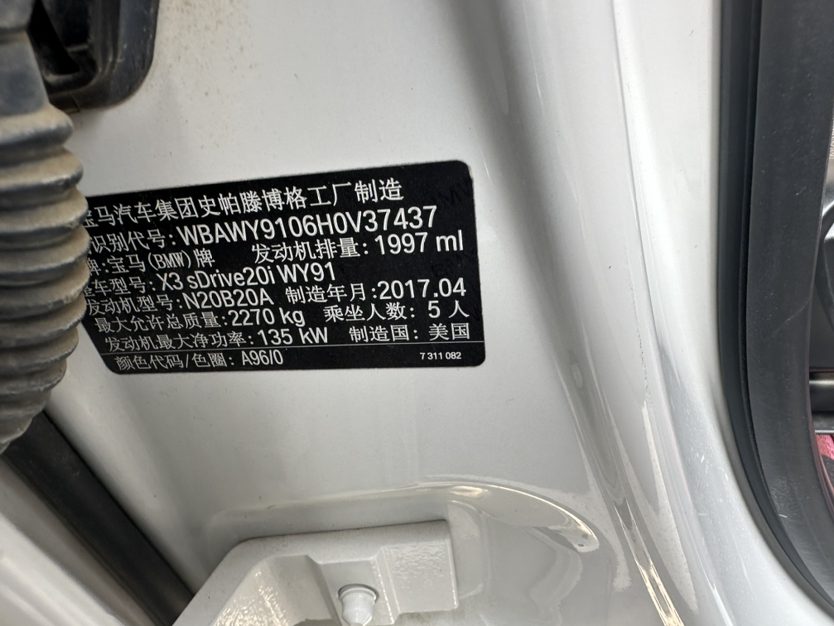 宝马汽车集团史帕滕博格工厂制造
识别代号: WBAWY9106H0V37437
牌:宝马(BMW)牌 发动机排量: 1997 ml
车型号: X3 sDrive20i WY91
发动机型号: N20B20A 制造年月:2017.04
最大允许总质量:2270 kg 乘坐人数: 5 人
发动机最大净功率: 135 kW 制造国: 美国
颜色代码/色圈: A96/0 7 311 082